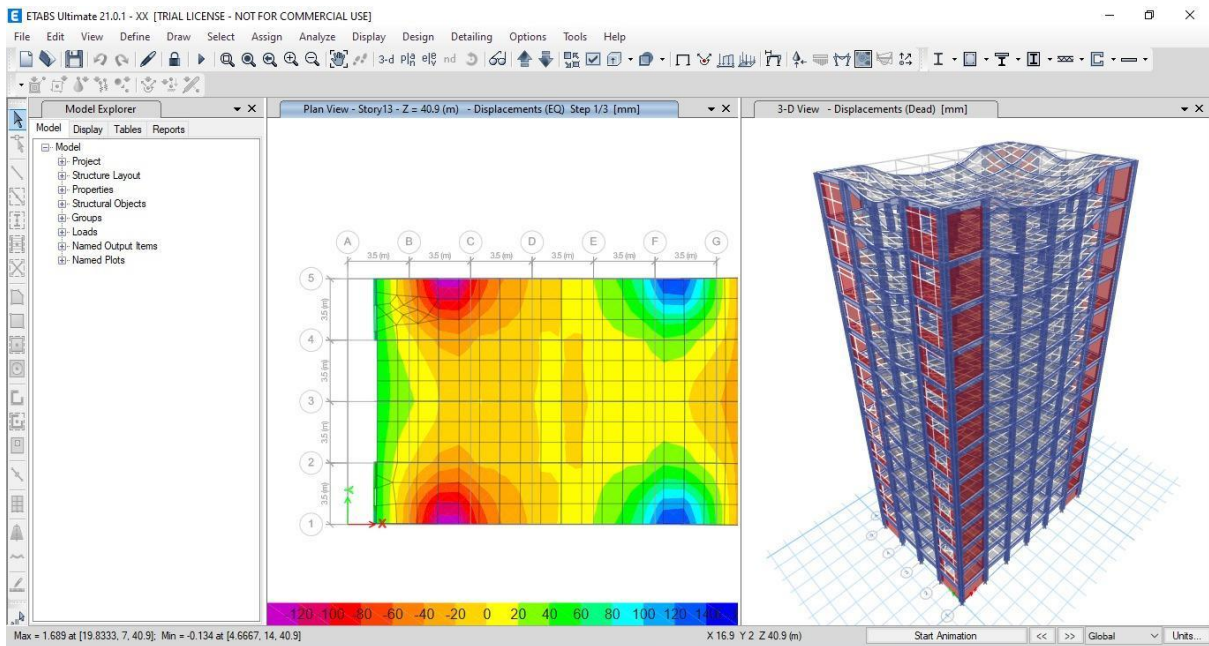 ETABS Ultimate 21.0.1 - XX [TRIAL LICENSE - NOT FOR COMMERCIAL USE]
File Edit View Define Draw Select Assign Analyze Display Design Detailing Options Tools Help
3-d
nd
Model Explorer
Model Display Tables Reports
Model
Project
Structure Layout
Properties
Structural Objects
Groups
Loads
Named Output Items
Named Plots
Plan View - Story13 - Z = 40.9 (m) - Displacements (EQ) Step 1/3 [mm]
A B C D E F G
3.5 (m) 3.5 (m) 3.5 (m) 3.5 (m) 3.5 (m) 3.5 (m)
5
3.5 (m)
4
3.5 (m)
3
3.5 (m)
2
3.5 (m)
1
Y
X
-120 -100 -80 -60 -40 -20 0 20 40 60 80 100 120
3-D View - Displacements (Dead) [mm]
Max = 1.689 at [19.8333, 7, 40.9]; Min = -0.134 at [4.6667, 14, 40.9]
X 16.9 Y 2 Z 40.9 (m)
Start Animation << >> Global Units...